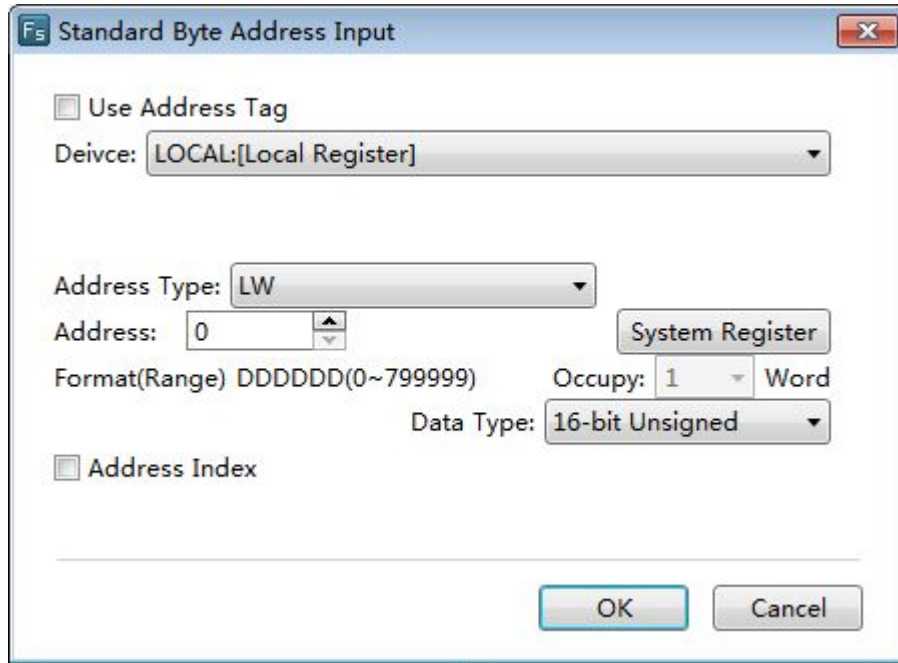 Fs Standard Byte Address Input
Use Address Tag
Deivce: LOCAL:[Local Register]
Address Type: LW
Address: 0 System Register
Format(Range) DDDDDD(0~799999) Occupy: 1 Word
Data Type: 16-bit Unsigned
Address Index
OK Cancel